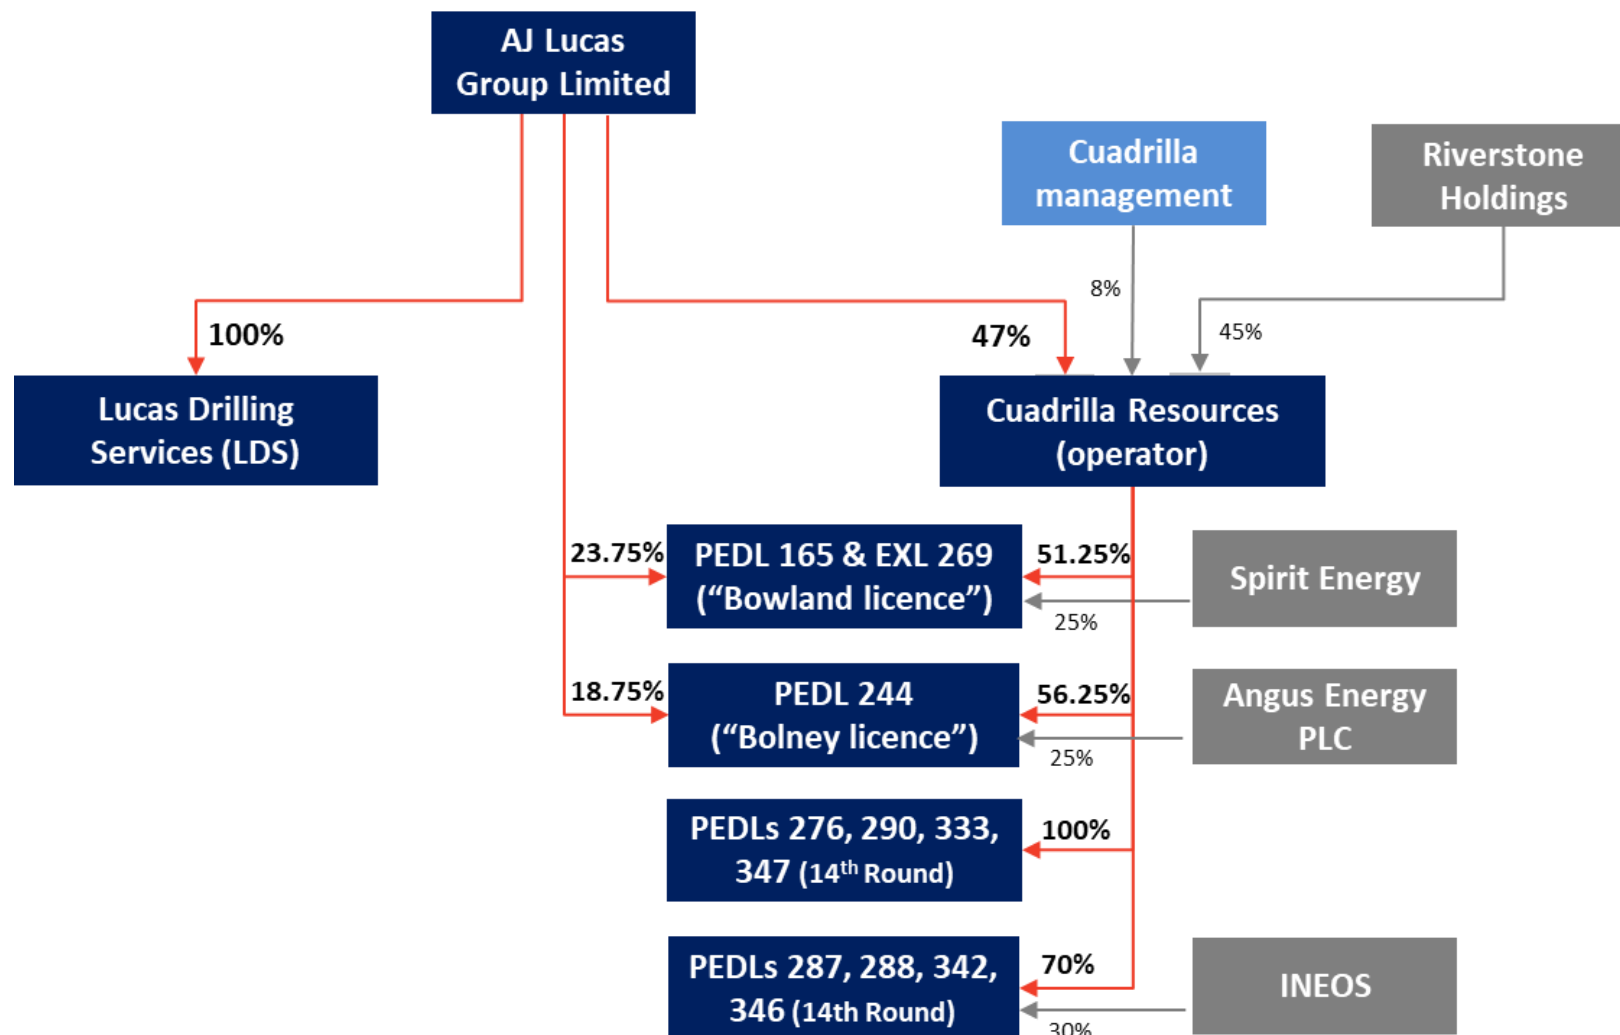 AJ Lucas
Group Limited
Cuadrilla
management
Riverstone
Holdings
8%
100%
47%
45%
Lucas Drilling
Services (LDS)
Cuadrilla Resources
(operator)
23.75%
PEDL 165 & EXL 269
(“Bowland licence”)
51.25%
25%
Spirit Energy
18.75%
PEDL 244
(“Bolney licence”)
56.25%
25%
Angus Energy
PLC
PEDLs 276, 290, 333,
347 (14th Round)
100%
PEDLs 287, 288, 342,
346 (14th Round)
70%
30%
INEOS